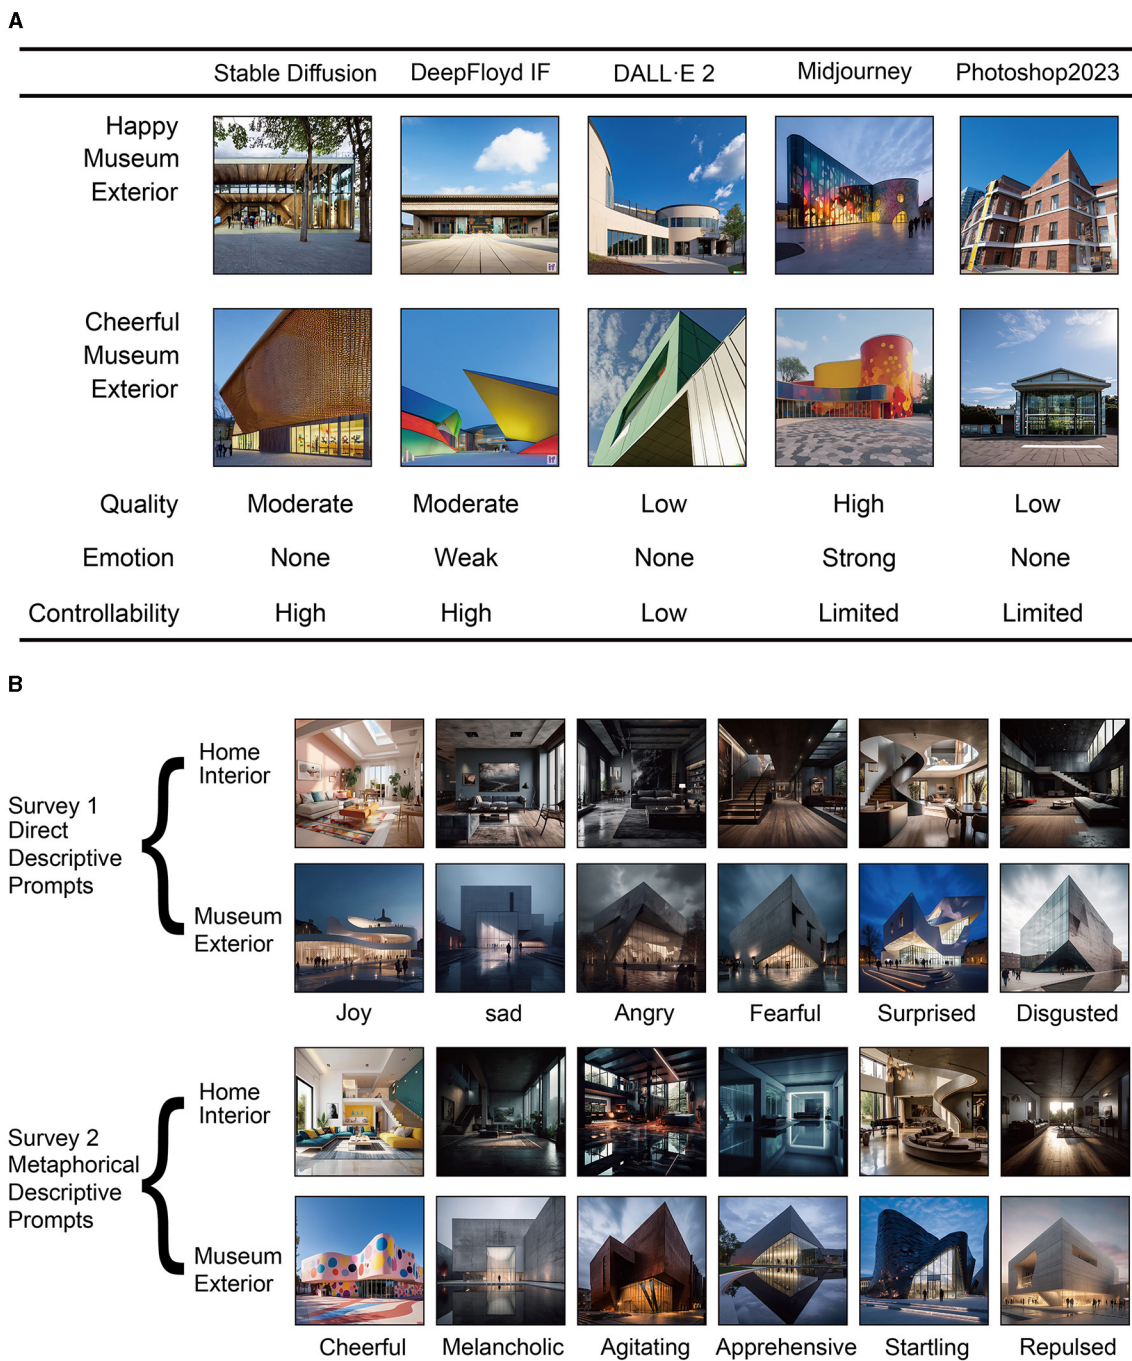 A
Stable Diffusion DeepFloyd IF DALL·E 2 Midjourney Photoshop2023
Happy
Museum
Exterior
Cheerful
Museum
Exterior
Quality Moderate Moderate Low High Low
Emotion None Weak None Strong None
Controllability High High Low Limited Limited
B
Survey 1
Direct
Descriptive
Prompts
Home
Interior
Museum
Exterior
Joy sad Angry Fearful Surprised Disgusted
Survey 2
Metaphorical
Descriptive
Prompts
Home
Interior
Museum
Exterior
Cheerful Melancholic Agitating Apprehensive Startling Repulsed